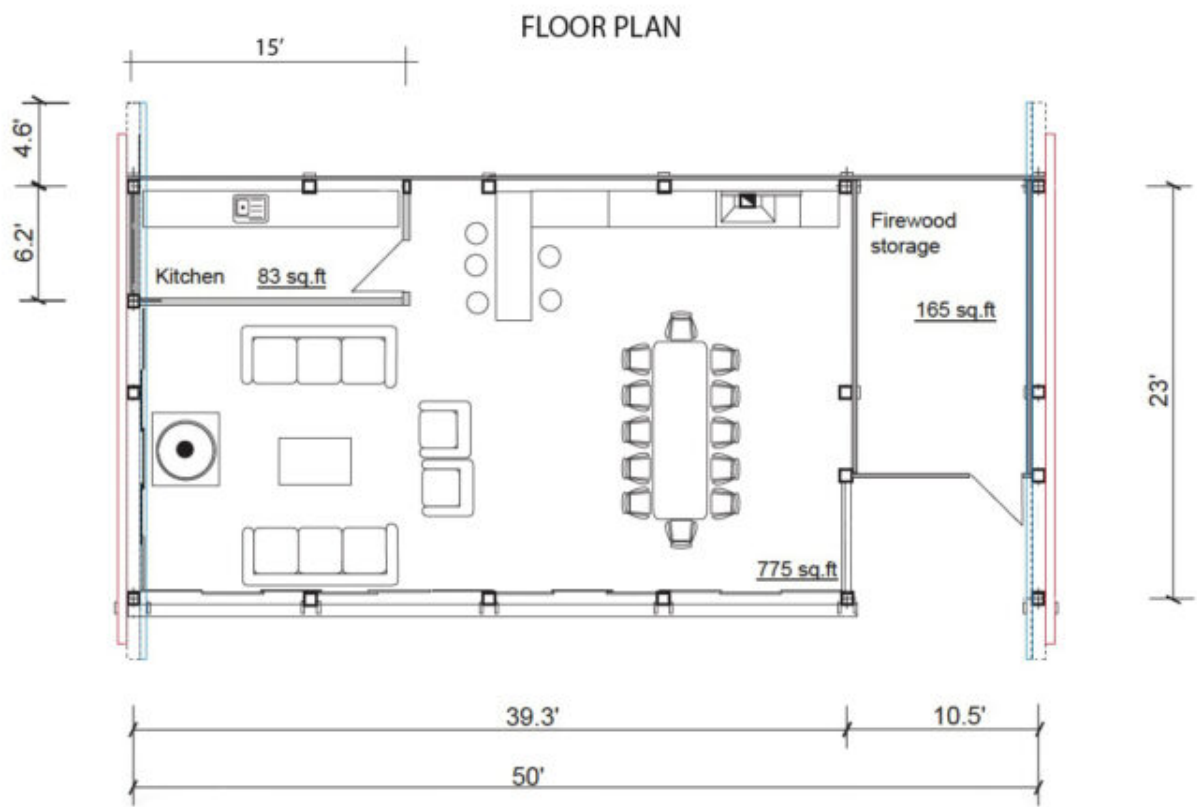 FLOOR PLAN
15'
4.6'
6.2'
Kitchen 83 sq.ft
Firewood
storage
165 sq.ft
23'
775 sq.ft
39.3'
10.5'
50'